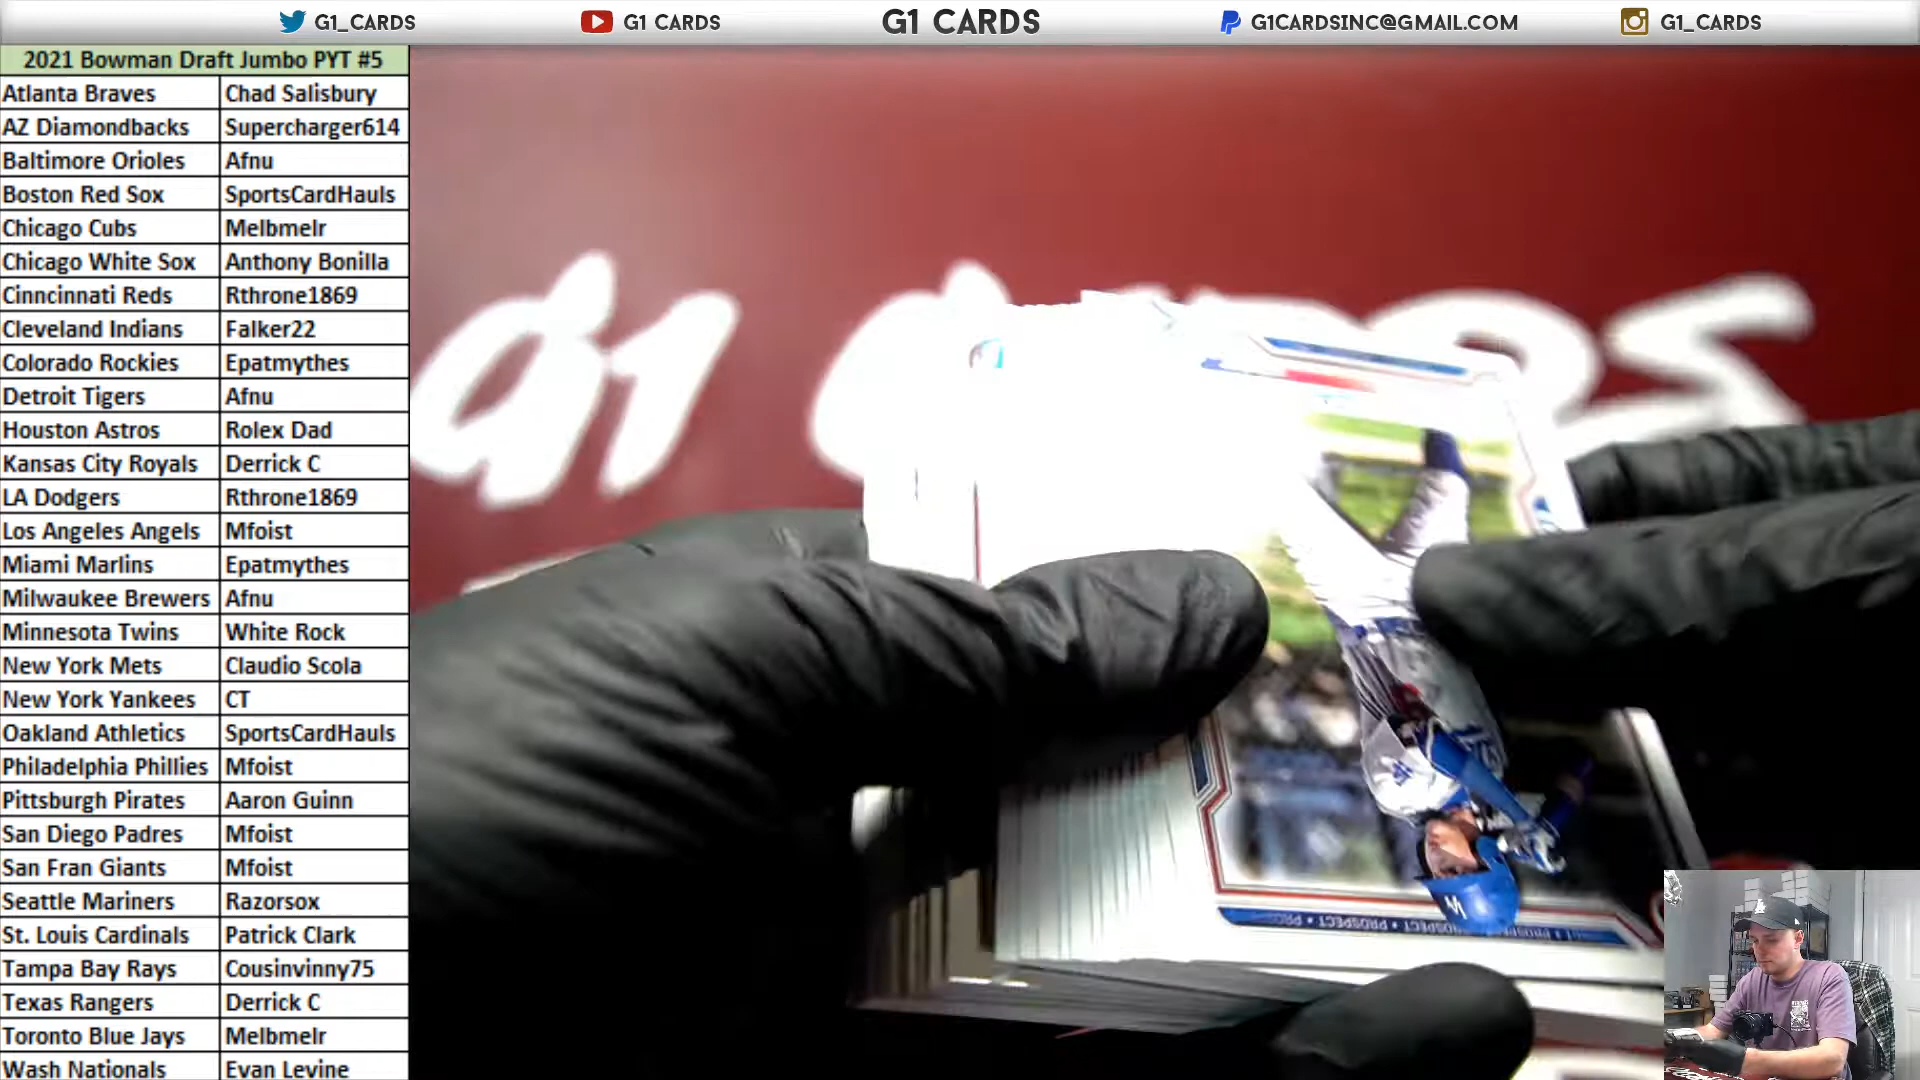 G1_CARDS
G1 CARDS
G1 CARDS
G1CARDSINC@GMAIL.COM
G1_CARDS
2021 Bowman Draft Jumbo PYT #5
Atlanta Braves Chad Salisbury
AZ Diamondbacks Supercharger614
Baltimore Orioles Afnu
Boston Red Sox SportsCardHauls
Chicago Cubs Melbmelr
Chicago White Sox Anthony Bonilla
Cinncinnati Reds Rthrone1869
Cleveland Indians Falker22
Colorado Rockies Epatmythes
Detroit Tigers Afnu
Houston Astros Rolex Dad
Kansas City Royals Derrick C
LA Dodgers Rthrone1869
Los Angeles Angels Mfoist
Miami Marlins Epatmythes
Milwaukee Brewers Afnu
Minnesota Twins White Rock
New York Mets Claudio Scola
New York Yankees CT
Oakland Athletics SportsCardHauls
Philadelphia Phillies Mfoist
Pittsburgh Pirates Aaron Guinn
San Diego Padres Mfoist
San Fran Giants Mfoist
Seattle Mariners Razorsox
St. Louis Cardinals Patrick Clark
Tampa Bay Rays Cousinvinny75
Texas Rangers Derrick C
Toronto Blue Jays Melbmelr
Wash Nationals Evan Levine
G1
PROSPECT • PROSPECT